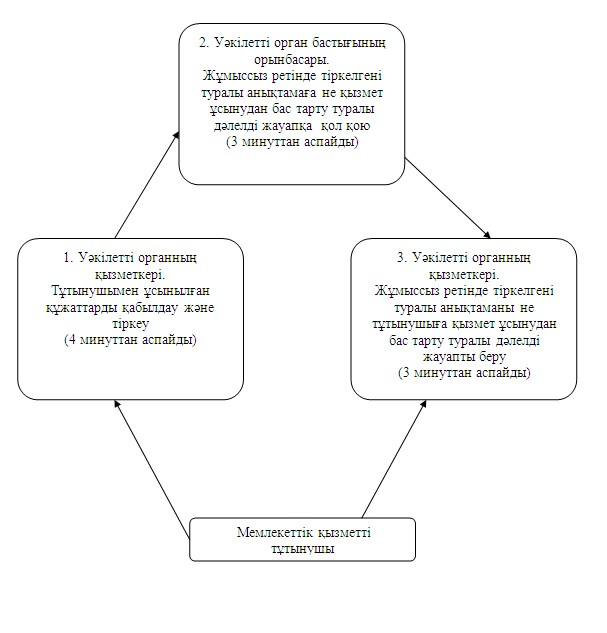 2. Уәкілетті орган бастығының
орынбасары.
Жұмыссыз ретінде тіркелгені
туралы анықтамаға не қызмет
ұсынудан бас тарту туралы
дәлелді жауапқа қол қою
(3 минуттан аспайды)
1. Уәкілетті органның
қызметкері.
Тұтынушымен ұсынылған
құжаттарды қабылдау және
тіркеу
(4 минуттан аспайды)
3. Уәкілетті органның
қызметкері.
Жұмыссыз ретінде тіркелгені
туралы анықтаманы не
тұтынушыға қызмет ұсынудан
бас тарту туралы дәлелді
жауапты беру
(3 минуттан аспайды)
Мемлекеттік қызметті
тұтынушы